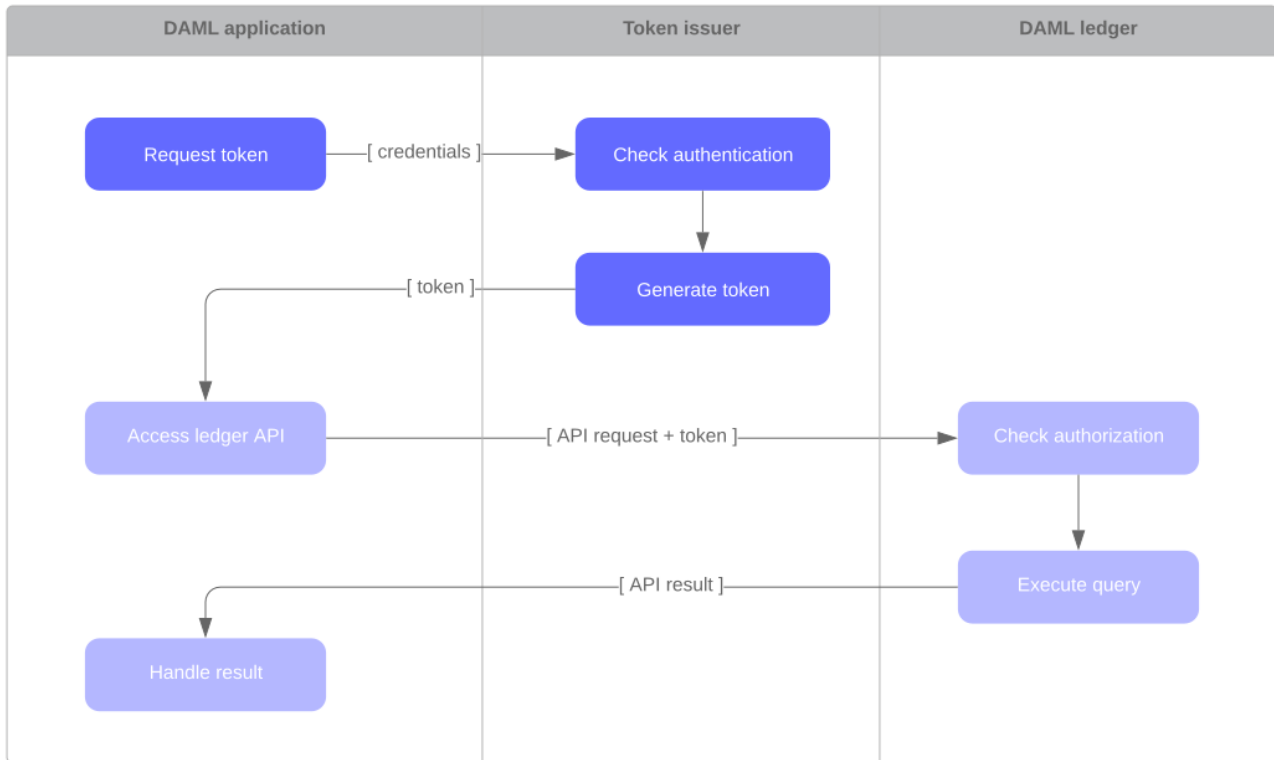 DAML application
Token issuer
DAML ledger
Request token
[ credentials ]
Check authentication
[ token ]
Generate token
Access ledger API
[ API request + token ]
Check authorization
[ API result ]
Execute query
Handle result